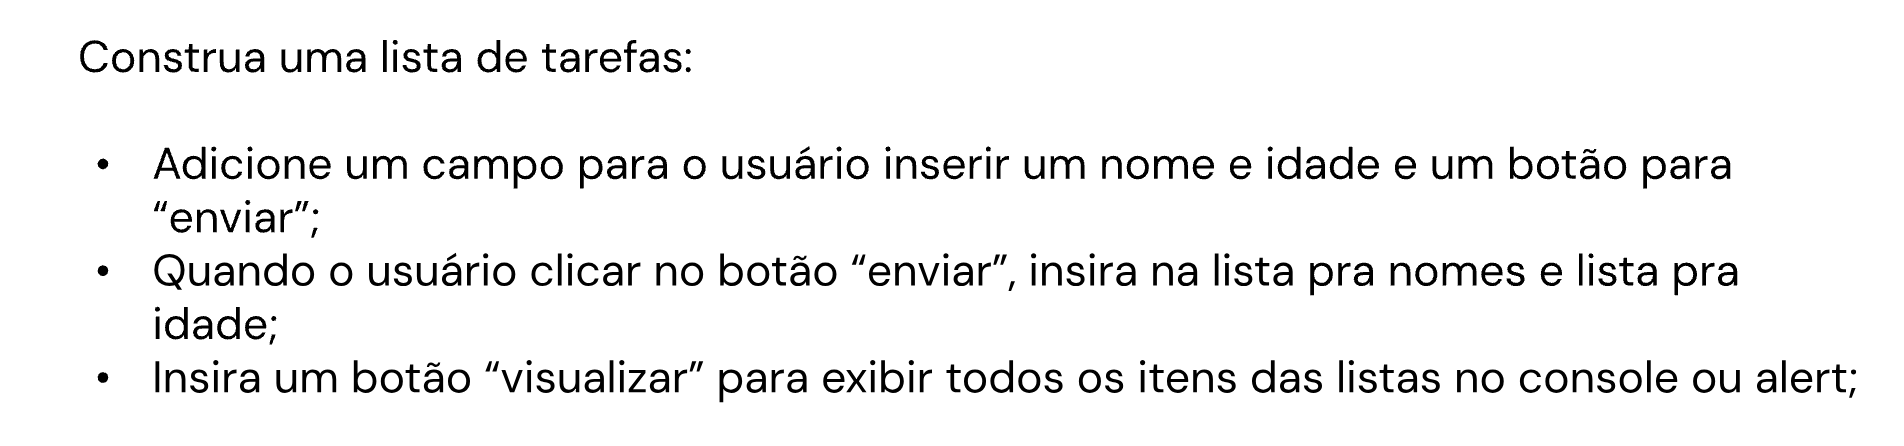 Construa uma lista de tarefas:
• Adicione um campo para o usuário inserir um nome e idade e um botão para
“enviar”;
• Quando o usuário clicar no botão “enviar”, insira na lista pra nomes e lista pra
idade;
• Insira um botão “visualizar” para exibir todos os itens das listas no console ou alert;